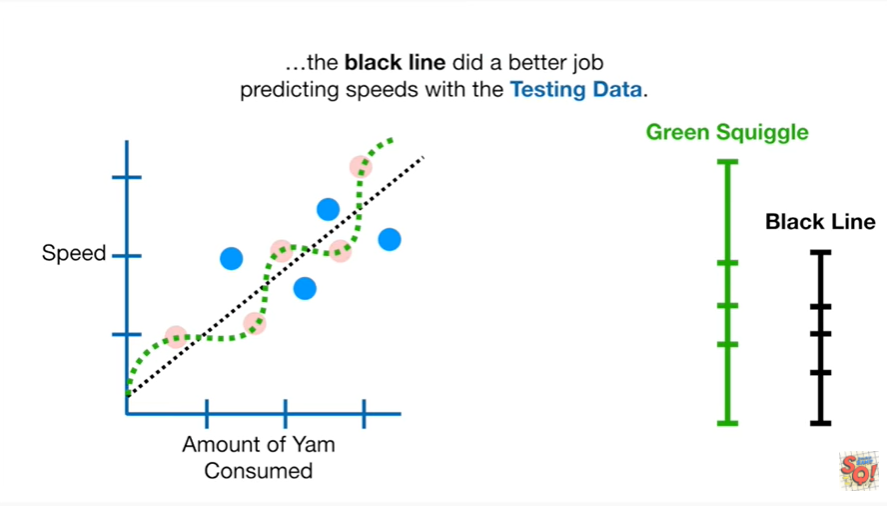 ...the black line did a better job
predicting speeds with the Testing Data.
Green Squiggle
Black Line
Speed
Amount of Yam
Consumed
SQ!